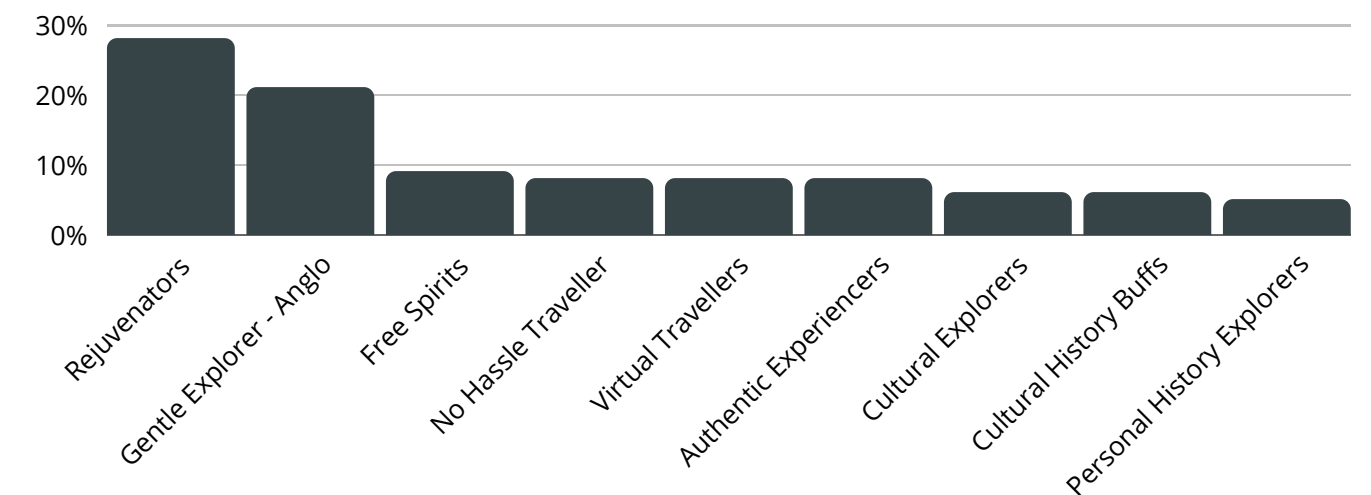 30%
20%
10%
0%
Rejuvenators
Gentle Explorer - Anglo
Free Spirits
No Hassle Traveller
Virtual Travellers
Authentic Experiencers
Cultural Explorers
Cultural History Buffs
Personal History Explorers